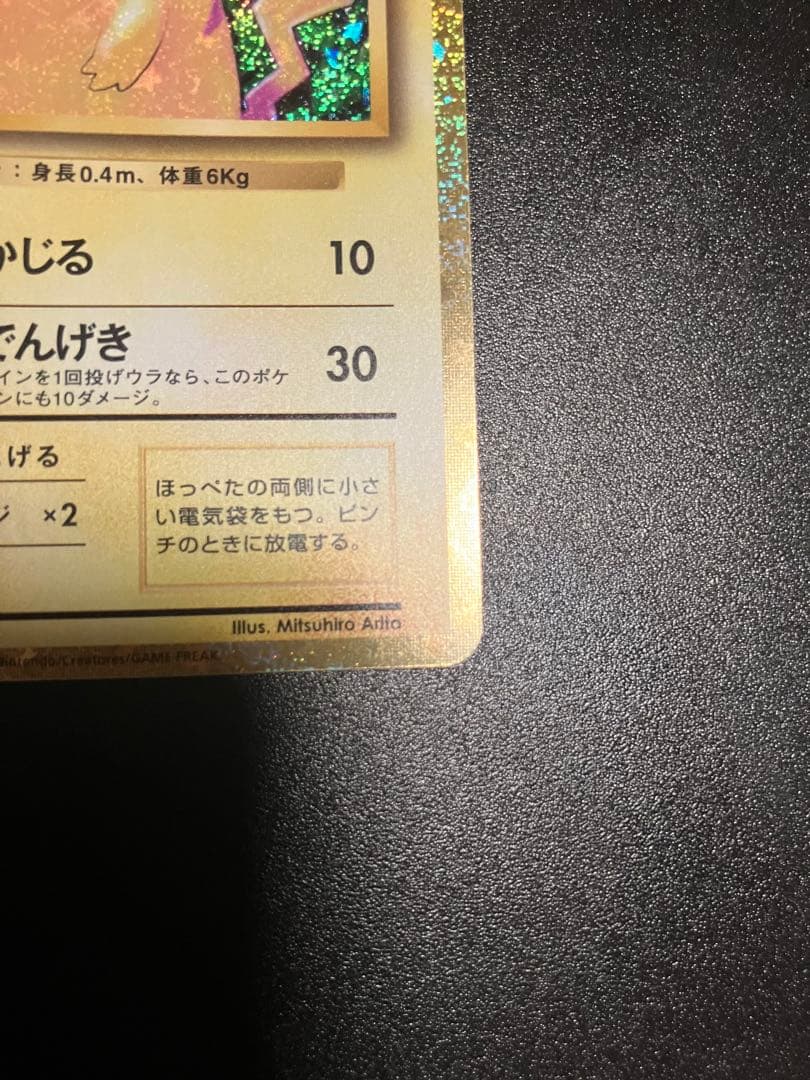 ：身長0.4m、体重6Kg
かじる 10
でんげき 30
インを1回投げウラなら、このポケ
ンにも10ダメージ。
げる
×2
ほっぺたの両側に小さ
い電気袋をもつ。ピン
チのときに放電する。
Illus. Mitsuhiro Arita
Nintendo/Creatures/GAME FREAK